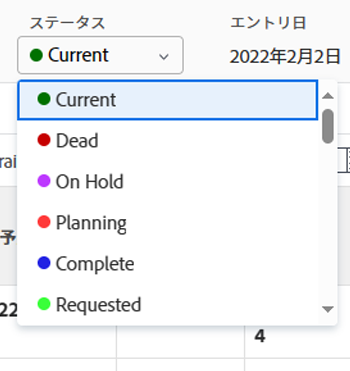 ステータス
エントリ日
Current
2022年2月2日
Current
Dead
rai
On Hold
Planning
予
Complete
22
Requested
4